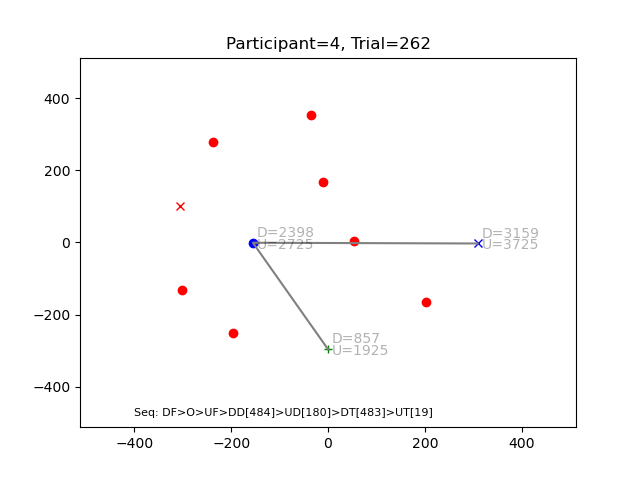 Participant=4, Trial=262
400
200
0
−200
−400
D=2398
U=2725
D=3159
U=3725
D=857
U=1925
Seq: DF>O>UF>DD[484]>UD[180]>DT[483]>UT[19]
−400 −200 0 200 400